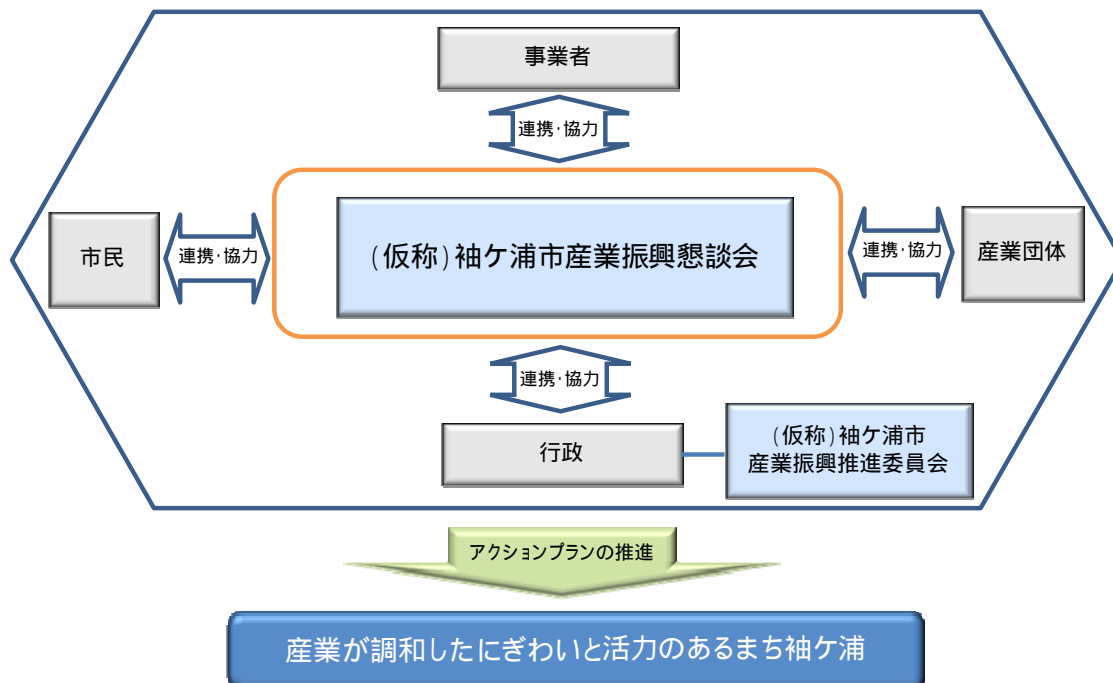 事業者
連携・協力
市民
連携・協力
(仮称)袖ケ浦市産業振興懇談会
連携・協力
産業団体
連携・協力
行政
(仮称)袖ケ浦市
産業振興推進委員会
アクションプランの推進
産業が調和したにぎわいと活力のあるまち袖ケ浦